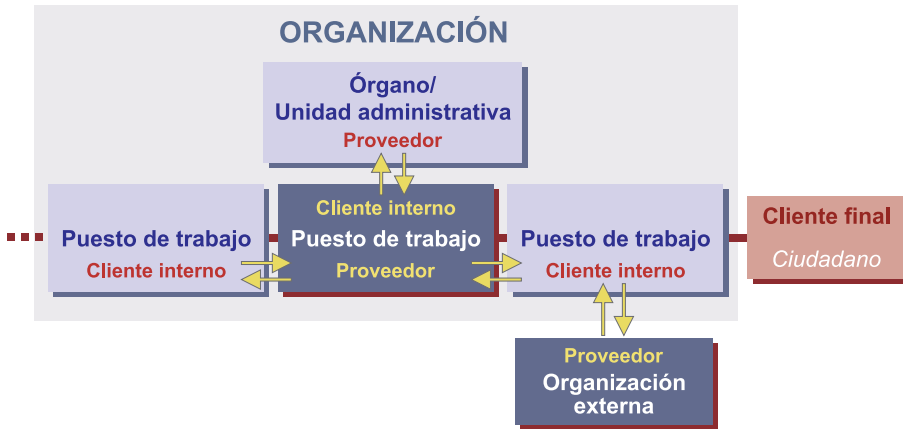 ORGANIZACIÓN
Órgano/
Unidad administrativa
Proveedor
Puesto de trabajo
Cliente interno
Cliente interno
Puesto de trabajo
Proveedor
Puesto de trabajo
Cliente interno
Cliente final
Ciudadano
Proveedor
Organización
externa